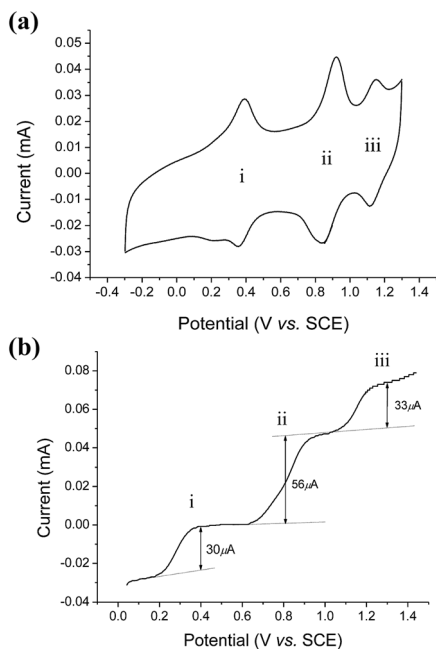 (a)
0.05
0.04
0.03
0.02
0.01
0.00
-0.01
-0.02
-0.03
-0.04
Current (mA)
i
ii
iii
-0.4 -0.2 0.0 0.2 0.4 0.6 0.8 1.0 1.2 1.4
Potential (V vs. SCE)
(b)
0.08
0.06
0.04
0.02
0.00
-0.02
-0.04
Current (mA)
i
ii
iii
30μA
56μA
33μA
0.0 0.2 0.4 0.6 0.8 1.0 1.2 1.4
Potential (V vs. SCE)